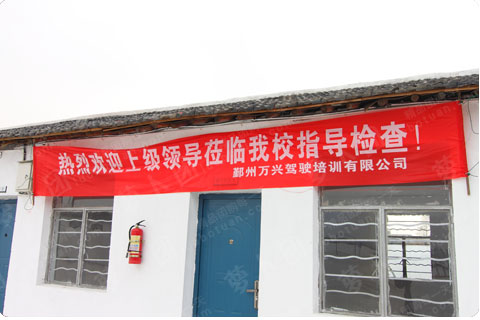 热烈欢迎上级领导莅临我校指导检查！
鄞州万兴驾驶培训有限公司